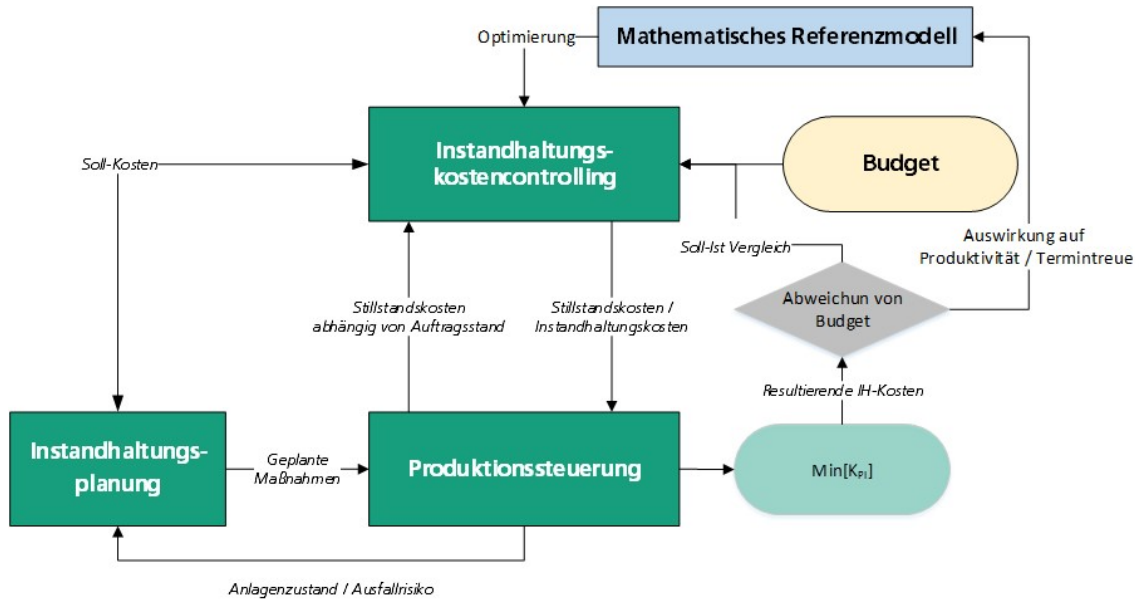 Optimierung
Mathematisches Referenzmodell
Instandhaltungs-
kostencontrolling
Budget
Soll-Kosten
Soll-Ist Vergleich
Auswirkung auf
Produktivität / Termintreue
Stillstandskosten
abhängig von Auftragsstand
Stillstandskosten /
Instandhaltungskosten
Abweichun von
Budget
Resultierende IH-Kosten
Instandhaltungs-
planung
Geplante
Maßnahmen
Produktionssteuerung
Min[KPI]
Anlagenzustand / Ausfallrisiko